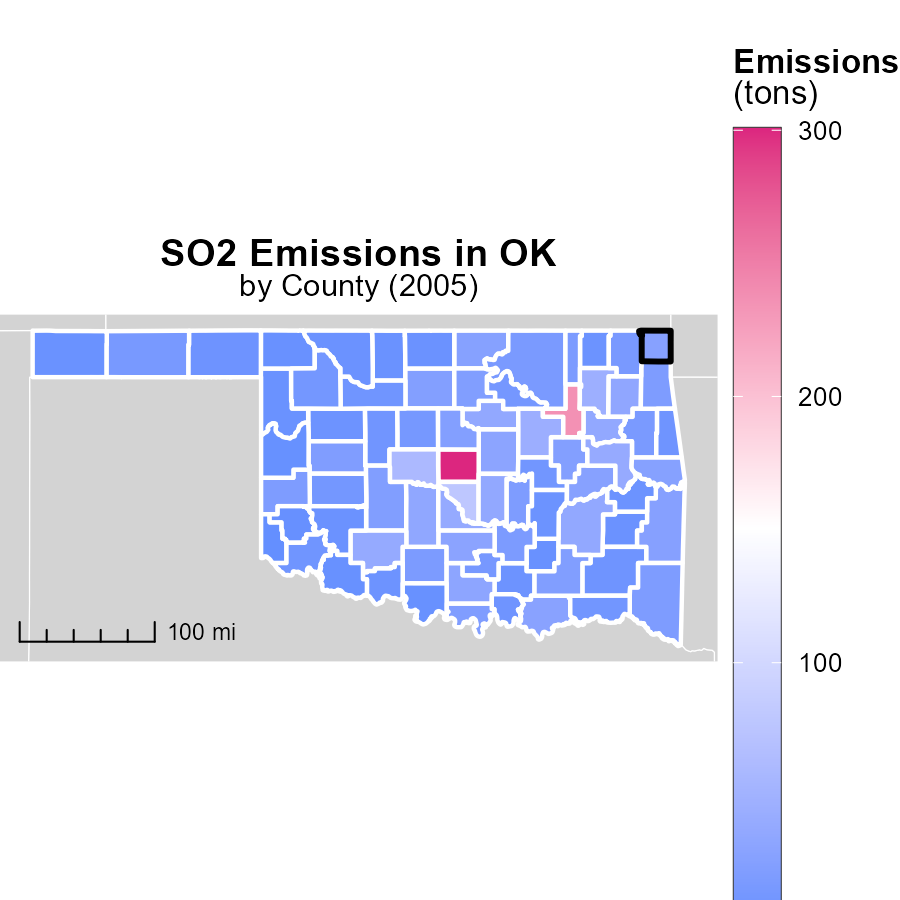 Emissions
(tons)
300
200
100
SO2 Emissions in OK
by County (2005)
100 mi